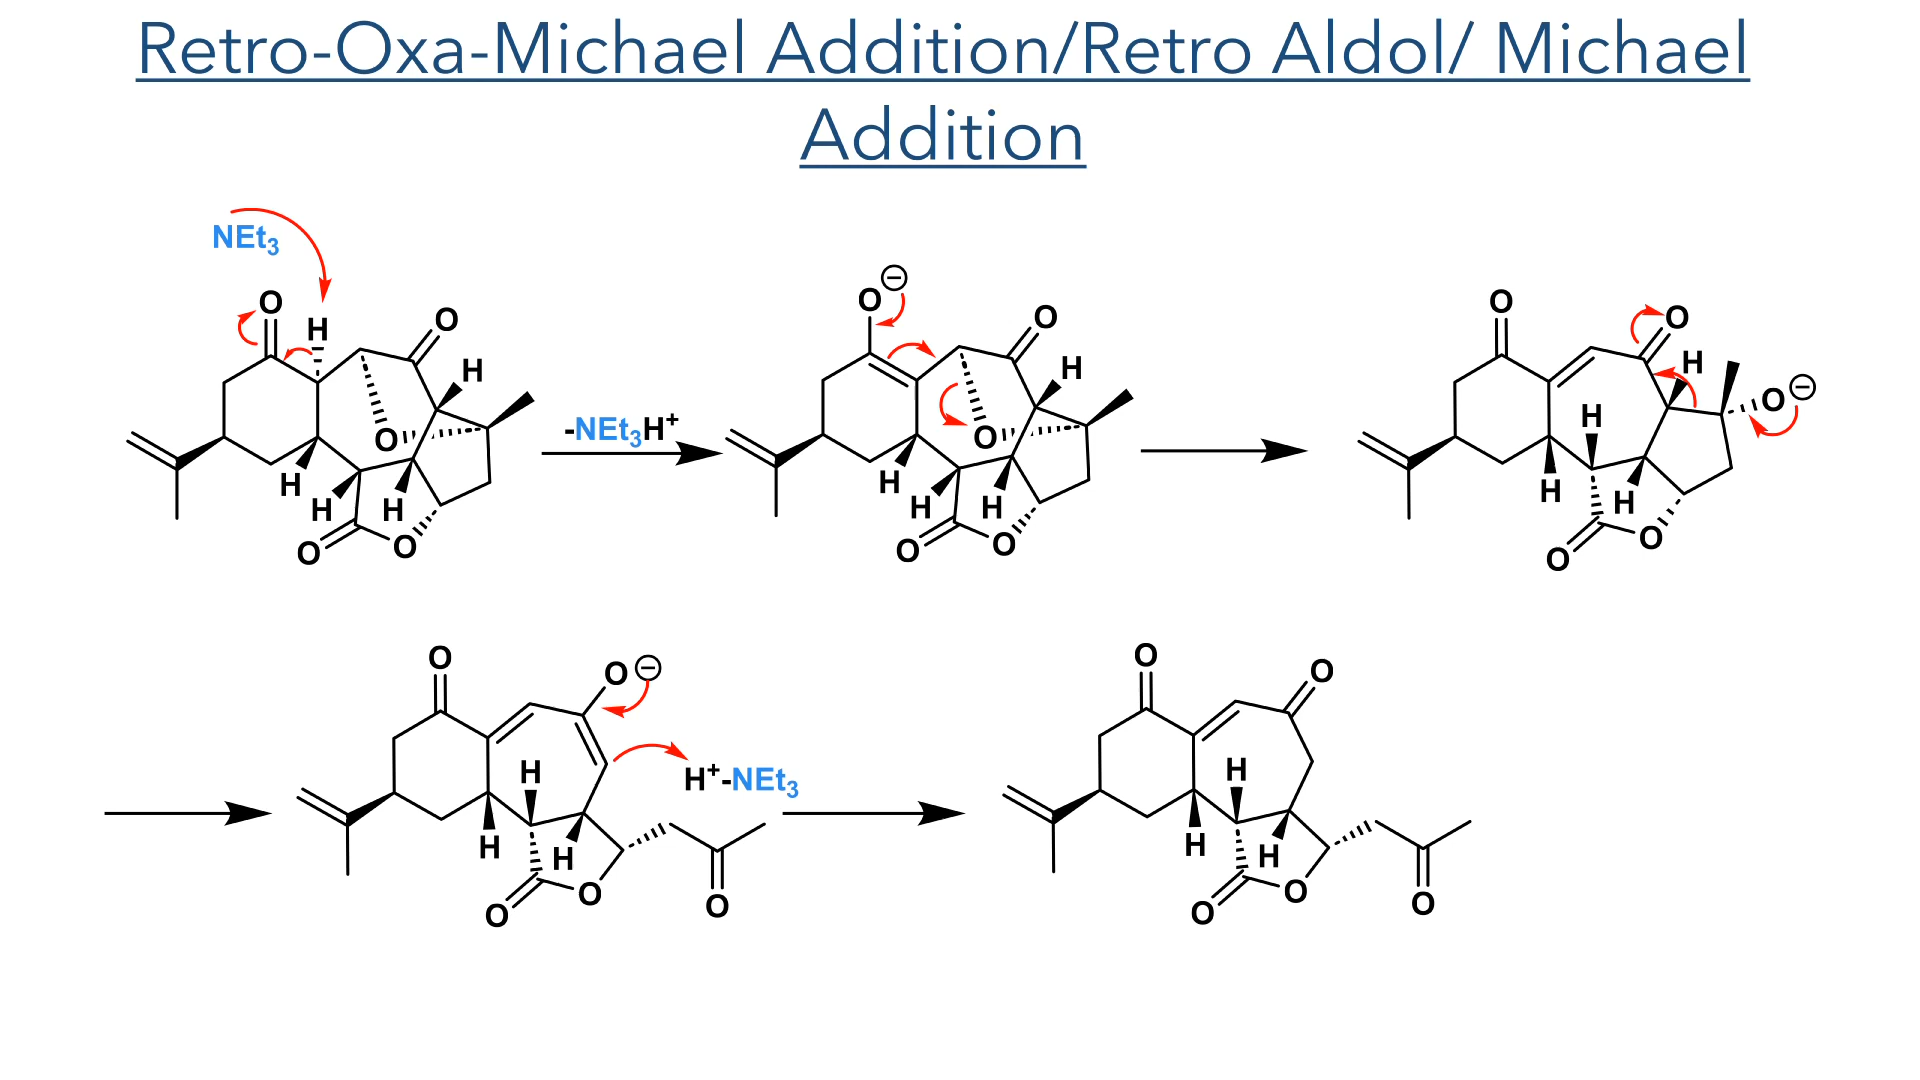 Retro-Oxa-Michael Addition/Retro Aldol/ Michael
Addition
NEt3
O
H
O
H
O
H
H
H
O
O
-NEt3H+
O
−
O
H
O
H
H
H
O
O
O
O
H
O
−
H
H
H
O
O
O
O
−
H
H+-NEt3
H
H
O
O
O
O
O
H
H
H
O
O
O